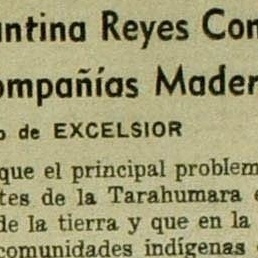 antina Reyes Con
ompañías Mader
o de EXCELSIOR
que el principal problem
tes de la Tarahumara e
de la tierra y que en la
comunidades indígenas